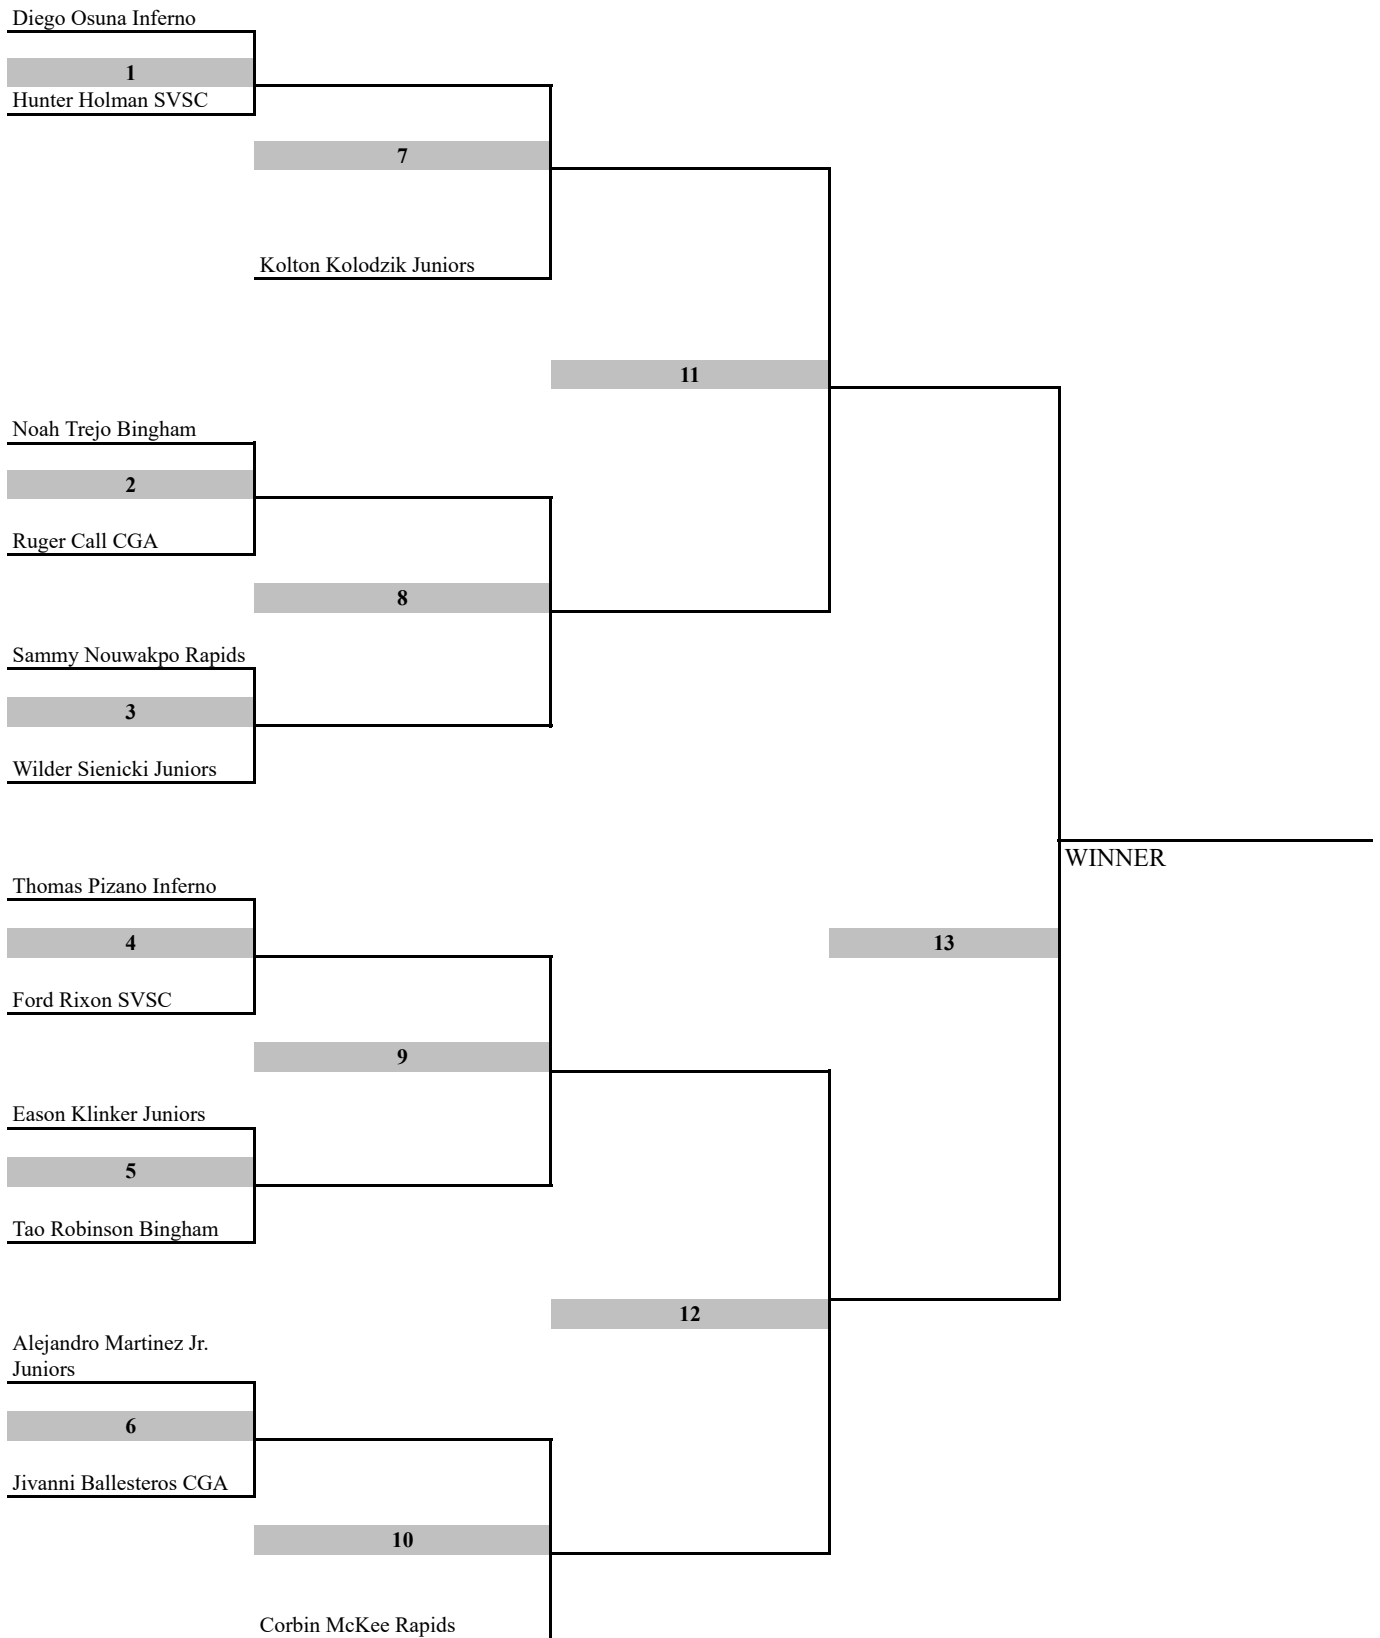 Diego Osuna Inferno
1
Hunter Holman SVSC
7
Kolton Kolodzik Juniors
11
Noah Trejo Bingham
2
Ruger Call CGA
8
Sammy Nouwakpo Rapids
3
Wilder Sienicki Juniors
WINNER
Thomas Pizano Inferno
4
13
Ford Rixon SVSC
9
Eason Klinker Juniors
5
Tao Robinson Bingham
12
Alejandro Martinez Jr.
Juniors
6
Jivanni Ballesteros CGA
10
Corbin McKee Rapids